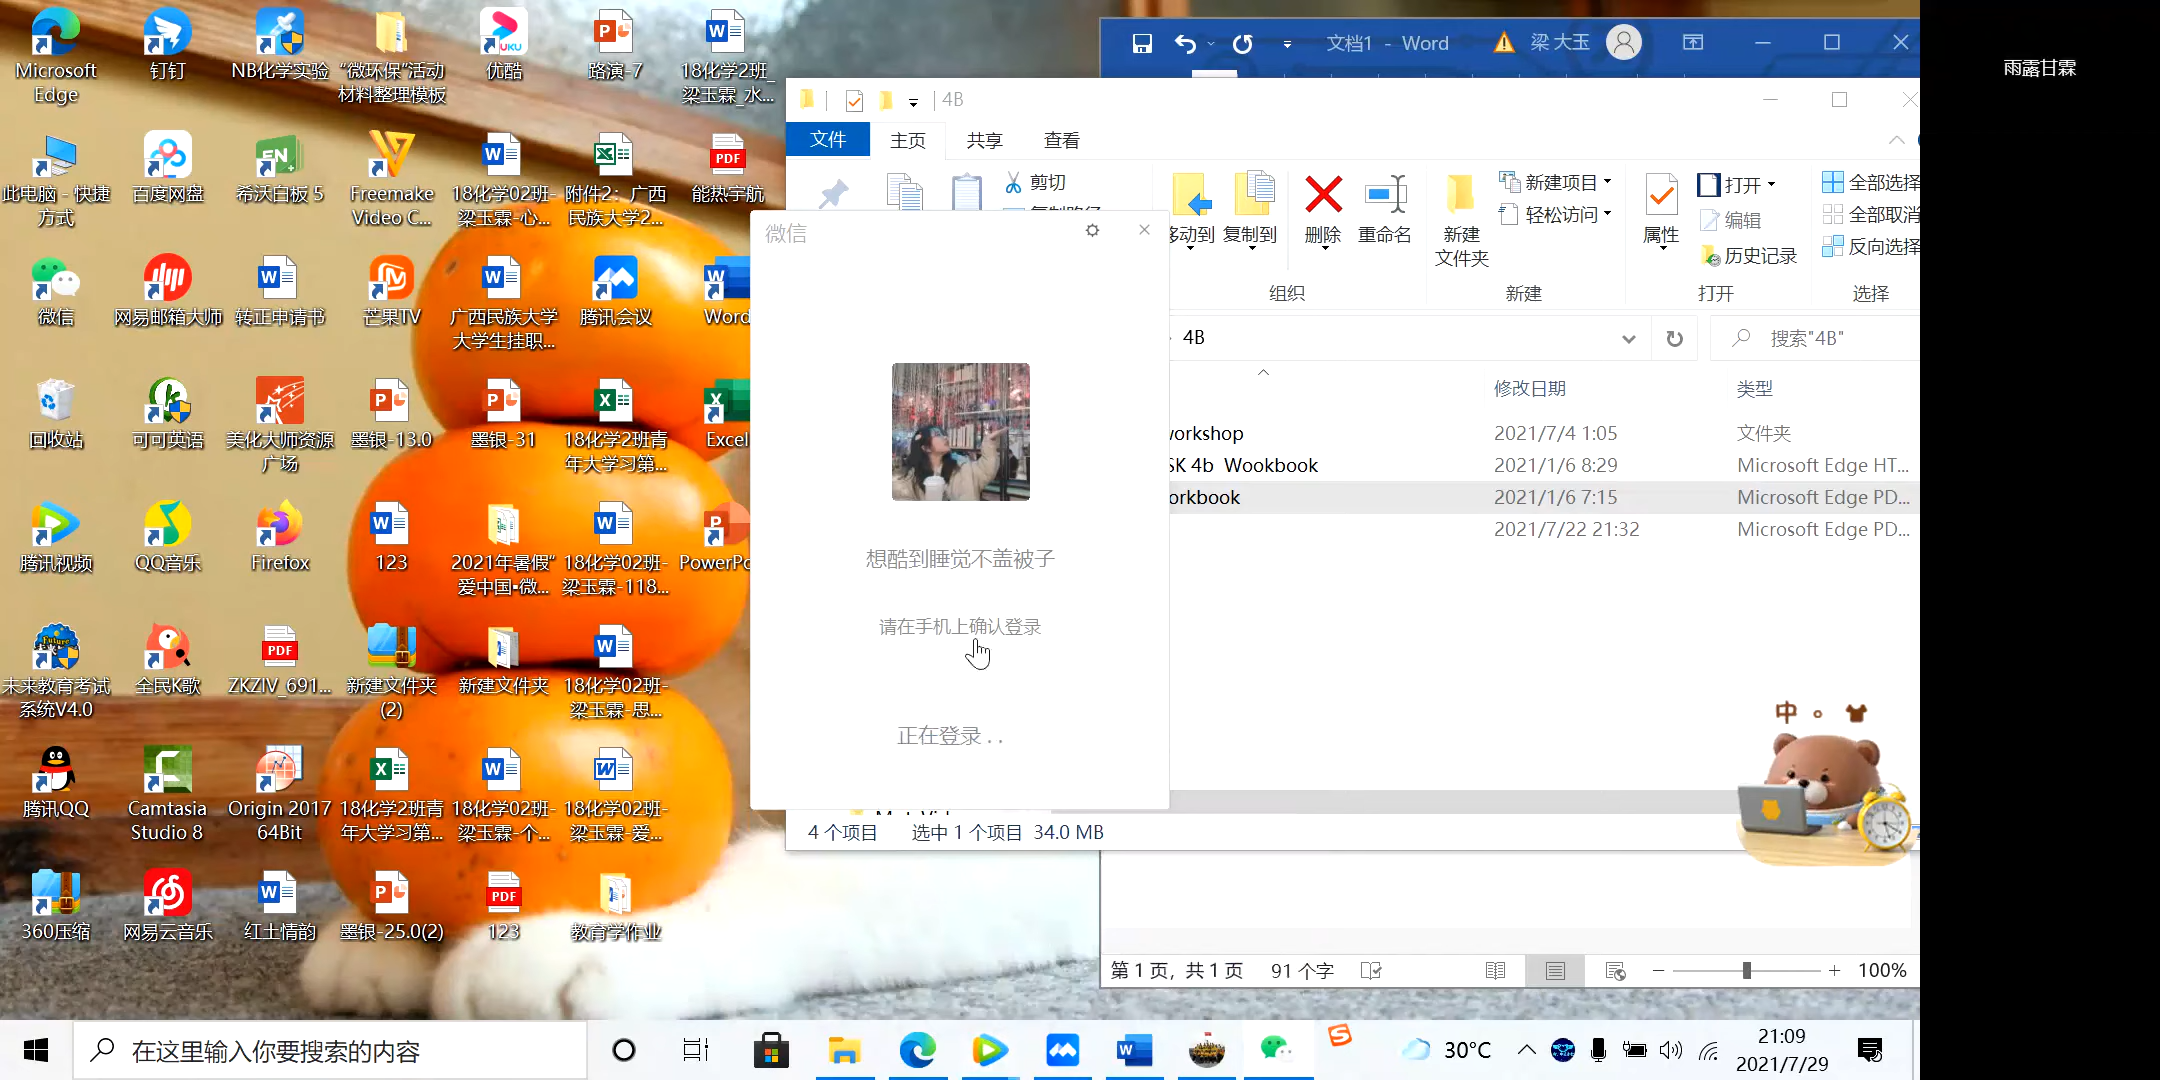 Microsoft
Edge
钉钉
NB化学实验
“微环保”活动
材料整理模板
优酷
路演-7
18化学2班_
梁玉霖_水...
此电脑 - 快捷
方式
百度网盘
希沃白板 5
Freemake
Video C...
18化学02班-
梁玉霖-心...
附件2：广西
民族大学2...
能热宇航
微信
网易邮箱大师
转正申请书
芒果TV
广西民族大学
大学生挂职...
腾讯会议
Word
回收站
可可英语
美化大师资源
广场
墨银-13.0
墨银-31
18化学2班青
年大学习第...
Excel
腾讯视频
QQ音乐
Firefox
123
2021年暑假“
爱中国▪微...
18化学02班-
梁玉霖-118...
PowerPo
未来教育考试
系统V4.0
全民K歌
ZKZIV_691...
新建文件夹
(2)
新建文件夹
18化学02班-
梁玉霖-思...
腾讯QQ
Camtasia
Studio 8
Origin 2017
64Bit
18化学2班青
年大学习第...
18化学02班-
梁玉霖-个...
18化学02班-
梁玉霖-爱...
360压缩
网易云音乐
红土情韵
墨银-25.0(2)
123
教育学作业
文档1 - Word
梁 大玉
4B
文件
主页
共享
查看
剪切
移动到
复制到
删除
重命名
新建
文件夹
新建项目
轻松访问
属性
打开
编辑
历史记录
全部选择
全部取消
反向选择
组织
新建
打开
选择
4B
搜索"4B"
修改日期
类型
workshop
2021/7/4 1:05
文件夹
SK 4b Wookbook
2021/1/6 8:29
Microsoft Edge HT...
orkbook
2021/1/6 7:15
Microsoft Edge PD...
2021/7/22 21:32
Microsoft Edge PD...
微信
想酷到睡觉不盖被子
请在手机上确认登录
正在登录 . .
4 个项目
选中 1 个项目 34.0 MB
中
第 1 页，共 1 页
91 个字
100%
在这里输入你要搜索的内容
30°C
21:09
2021/7/29
雨露甘霖